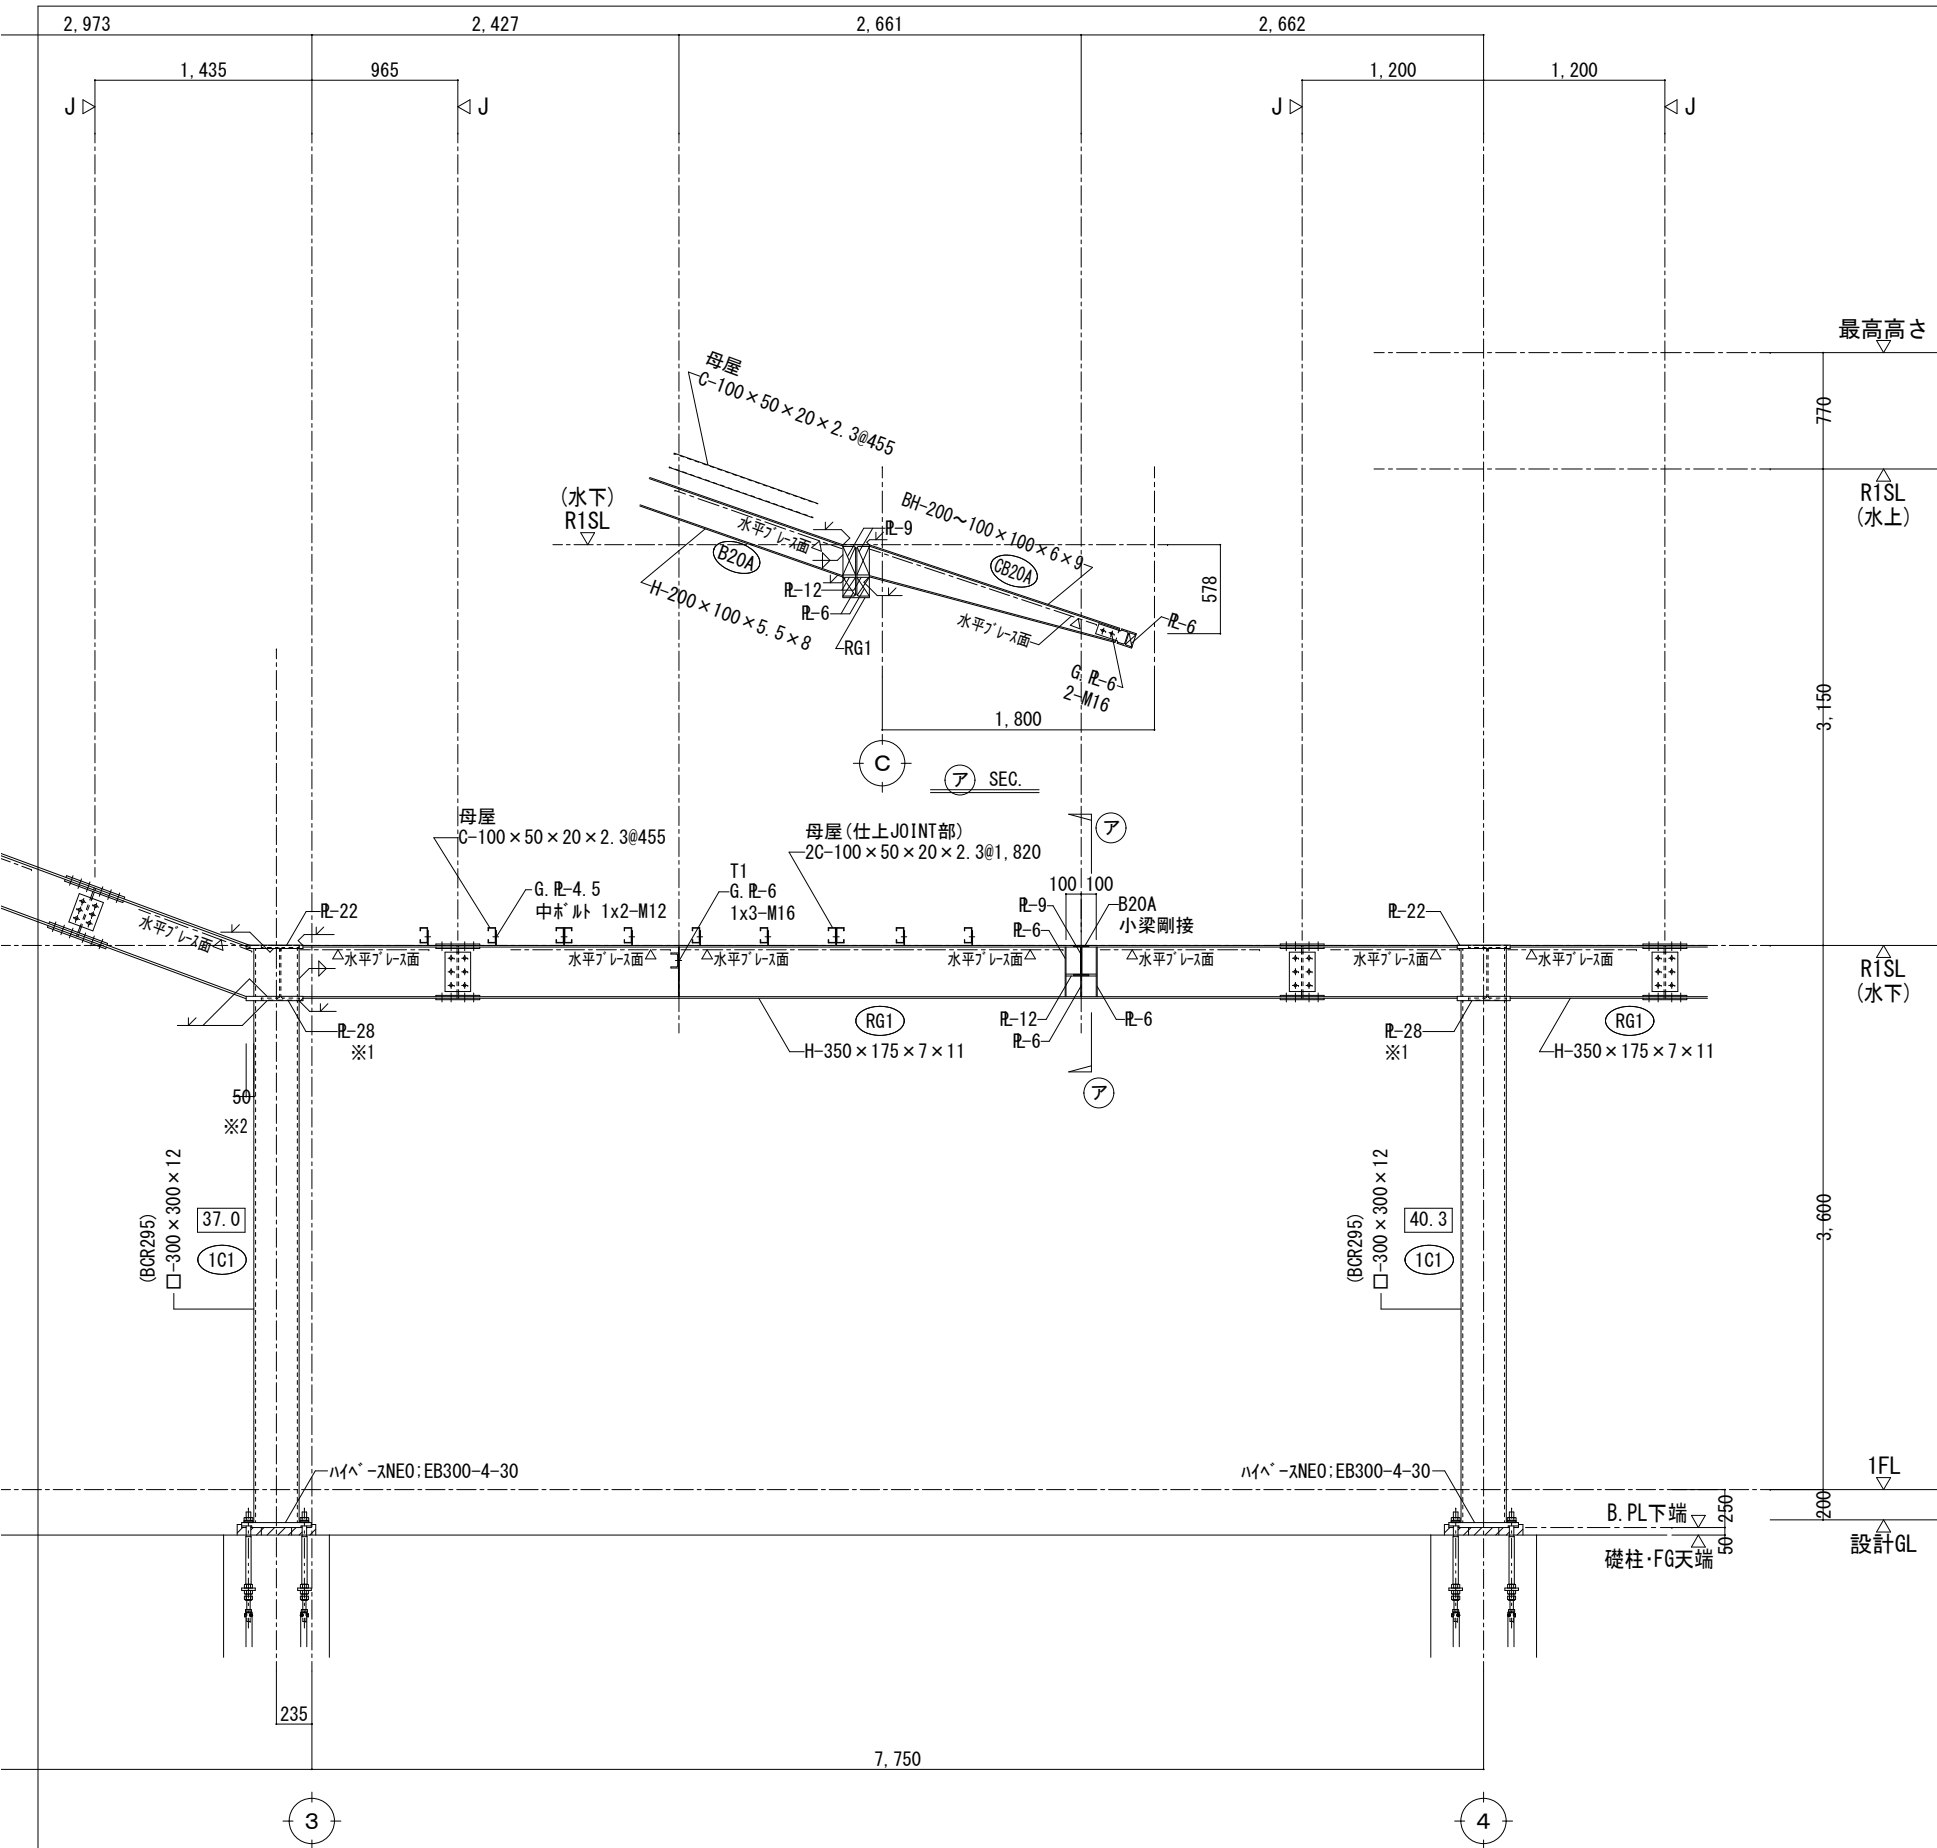 2,973
2,427
2,661
2,662
1,435
965
1,200
1,200
J
J
J
J
最高高さ
770
R1SL
(水上)
母屋
C-100×50×20×2.3@455
(水下)
R1SL
水平ブレース面
B20A
H-200×100×5.5×8
PL-9
BH-200~100×100×6×9
CB20A
PL-12
PL-6
RG1
水平ブレース面
PL-6
G.PL-6
2-M16
578
1,800
C
ア SEC.
3,150
母屋
C-100×50×20×2.3@455
母屋(仕上JOINT部)
2C-100×50×20×2.3@1,820
ア
G.PL-4.5
中ボルト 1x2-M12
T1
G.PL-6
1x3-M16
100 100
PL-9
PL-6
B20A
小梁剛接
PL-22
PL-22
水平ブレース面
水平ブレース面
水平ブレース面
水平ブレース面
水平ブレース面
水平ブレース面
水平ブレース面
水平ブレース面
R1SL
(水下)
PL-28
※1
RG1
H-350×175×7×11
PL-12
PL-6
PL-6
PL-28
※1
RG1
H-350×175×7×11
ア
50
※2
(BCR295)
□-300×300×12
37.0
1C1
(BCR295)
□-300×300×12
40.3
1C1
3,600
ハイベースNEO;EB300-4-30
ハイベースNEO;EB300-4-30
1FL
200
設計GL
B.PL下端
250
50
礎柱・FG天端
235
7,750
3
4